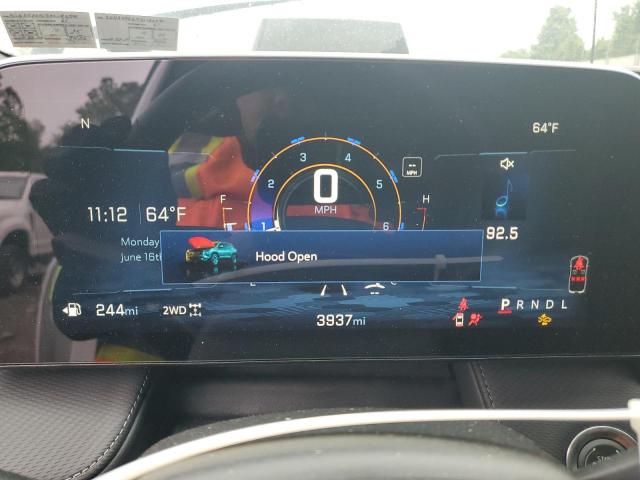 N
64°F
3 4
2 5
1 6
0
MPH
--
MPH
F
H
11:12 64°F
92.5
Monday
June 16th
Hood Open
244mi
2WD
3937mi
P R N D L